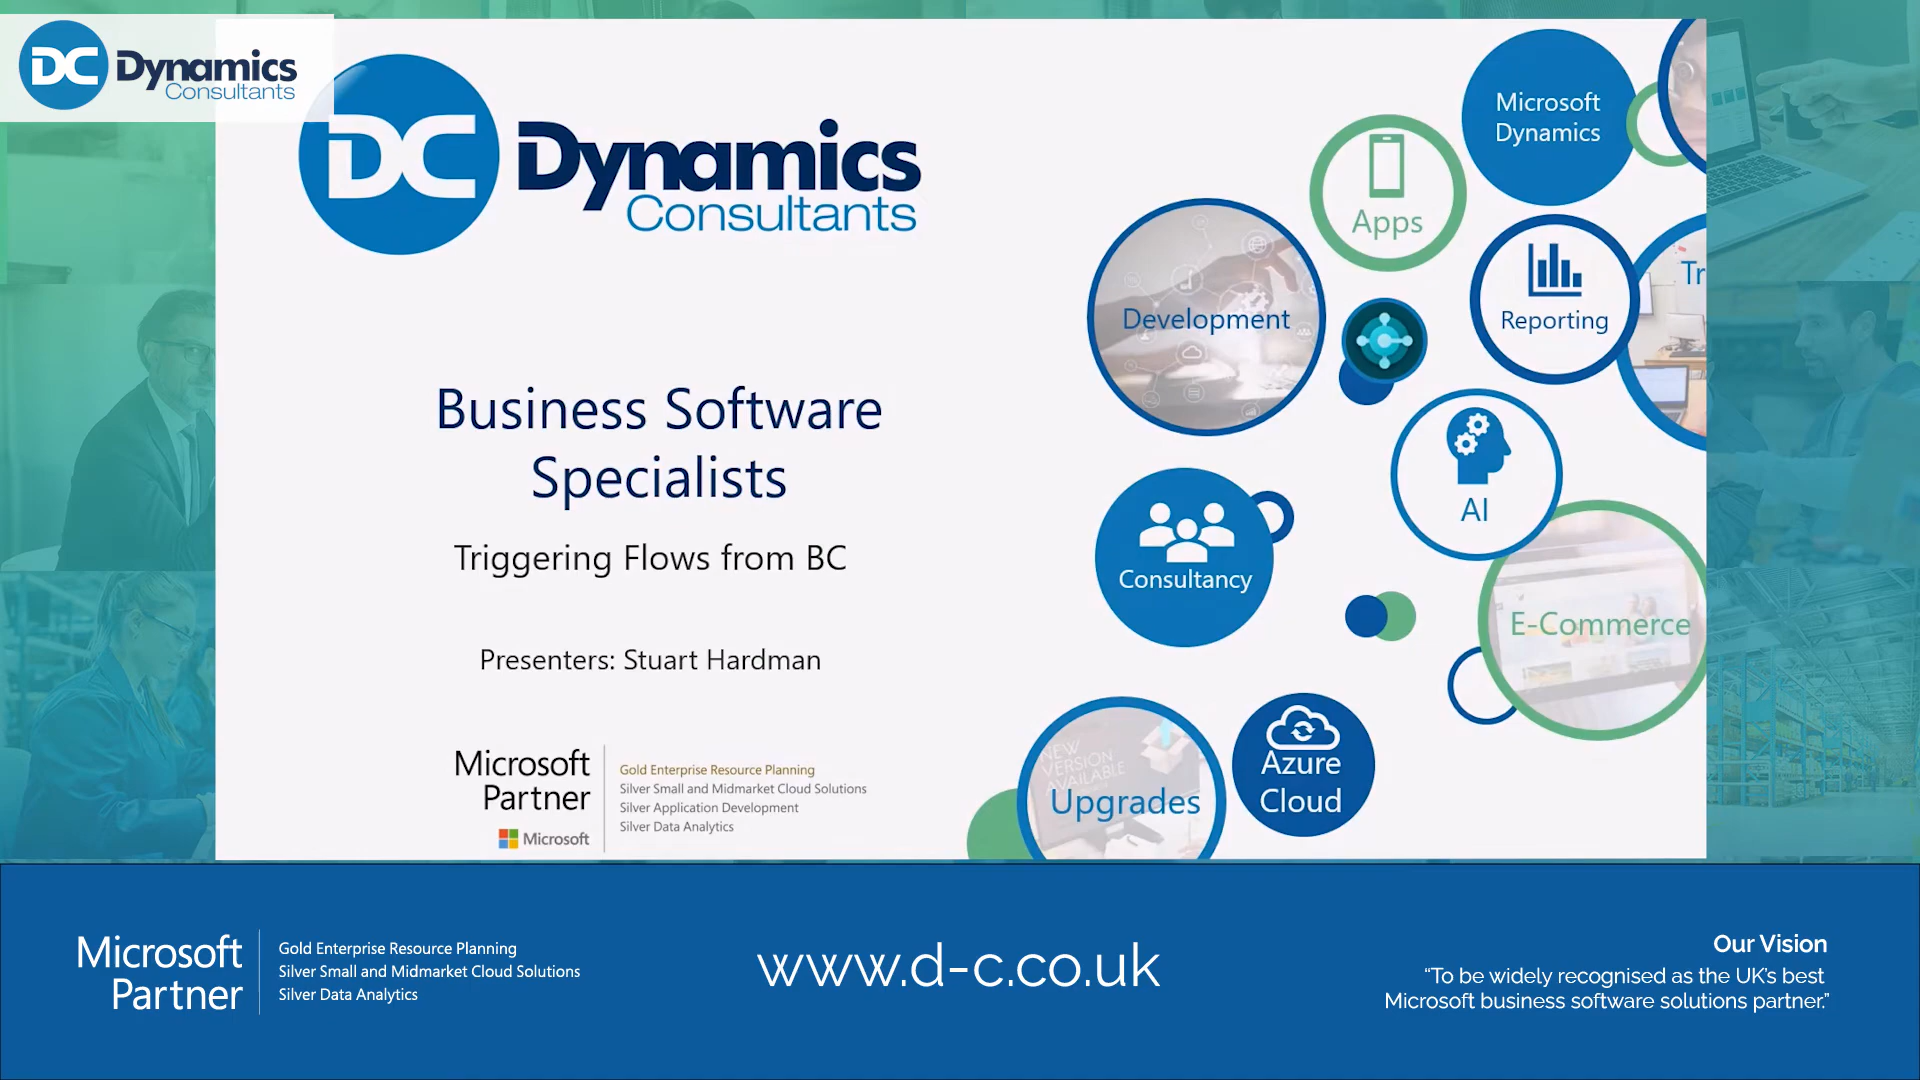 DC Dynamics
Consultants
DC Dynamics
Consultants
Business Software
Specialists
Triggering Flows from BC
Presenters: Stuart Hardman
Microsoft
Partner
Microsoft
Gold Enterprise Resource Planning
Silver Small and Midmarket Cloud Solutions
Silver Application Development
Silver Data Analytics
Microsoft
Dynamics
Apps
Development
Reporting
Tr
AI
Consultancy
E-Commerce
NEW
VERSION
AVAILABLE
Upgrades
Azure
Cloud
Microsoft
Partner
Gold Enterprise Resource Planning
Silver Small and Midmarket Cloud Solutions
Silver Data Analytics
www.d-c.co.uk
Our Vision
“To be widely recognised as the UK’s best
Microsoft business software solutions partner.”